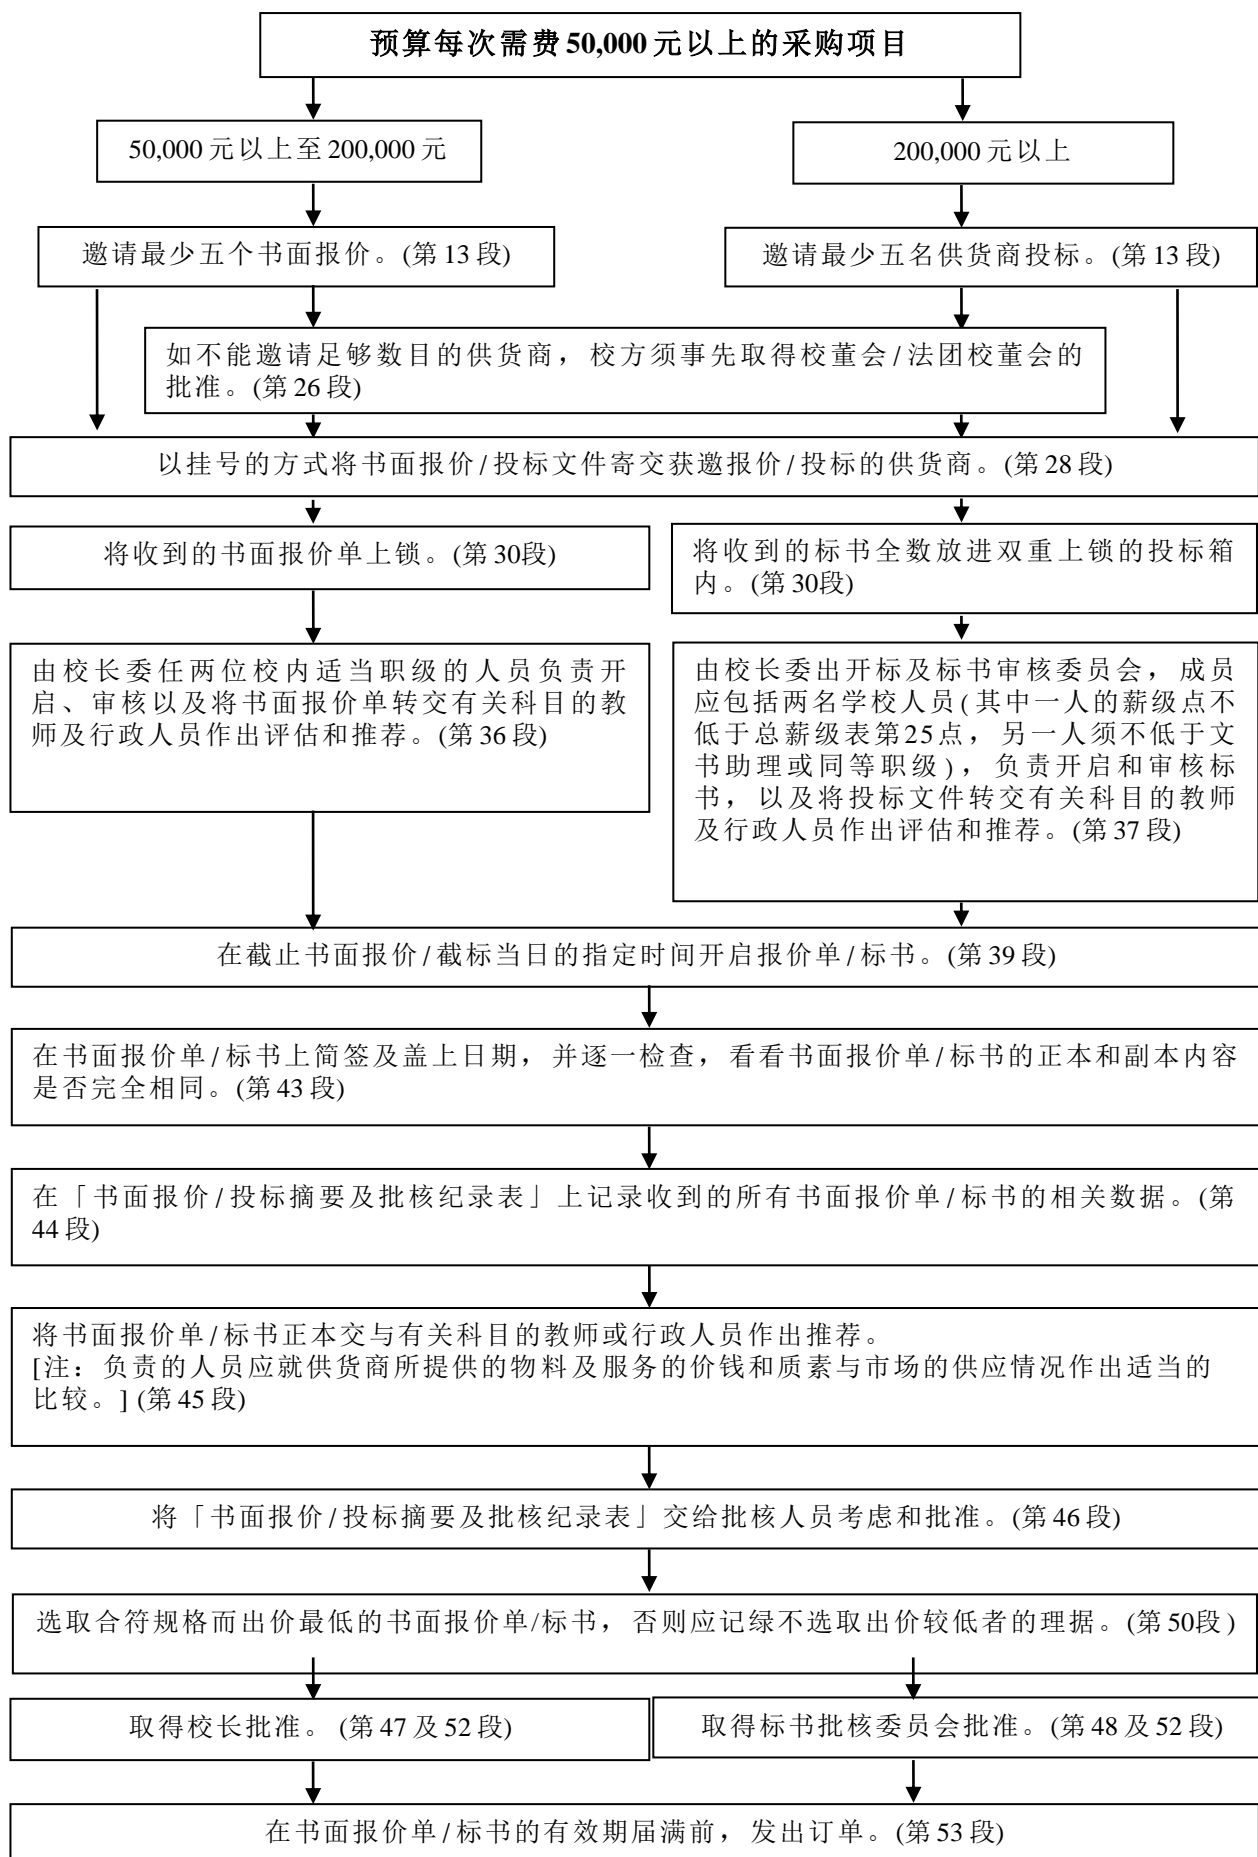 预算每次需费50,000元以上的采购项目
50,000元以上至200,000元
200,000元以上
邀请最少五个书面报价。(第13段)
邀请最少五名供货商投标。(第13段)
如不能邀请足够数目的供货商，校方须事先取得校董会/法团校董会的
批准。(第26段)
以挂号的方式将书面报价/投标文件寄交获邀报价/投标的供货商。(第28段)
将收到的书面报价单上锁。(第30段)
将收到的标书全数放进双重上锁的投标箱
内。(第30段)
由校长委任两位校内适当职级的人员负责开
启、审核以及将书面报价单转交有关科目的教
师及行政人员作出评估和推荐。(第36段)
由校长委出开标及标书审核委员会，成员
应包括两名学校人员(其中一人的薪级点不
低于总薪级表第25点，另一人须不低于文
书助理或同等职级)，负责开启和审核标
书，以及将投标文件转交有关科目的教师
及行政人员作出评估和推荐。(第37段)
在截止书面报价/截标当日的指定时间开启报价单/标书。(第39段)
在书面报价单/标书上简签及盖上日期，并逐一检查，看看书面报价单/标书的正本和副本内容
是否完全相同。(第43段)
在「书面报价/投标摘要及批核纪录表」上记录收到的所有书面报价单/标书的相关数据。(第
44段)
将书面报价单/标书正本交与有关科目的教师或行政人员作出推荐。
[注：负责的人员应就供货商所提供的物料及服务的价钱和质素与市场的供应情况作出适当的
比较。] (第45段)
将「书面报价/投标摘要及批核纪录表」交给批核人员考虑和批准。(第46段)
选取合符规格而出价最低的书面报价单/标书，否则应记绿不选取出价较低者的理据。(第50段)
取得校长批准。 (第47及52段)
取得标书批核委员会批准。(第48及52段)
在书面报价单/标书的有效期届满前，发出订单。(第53段)